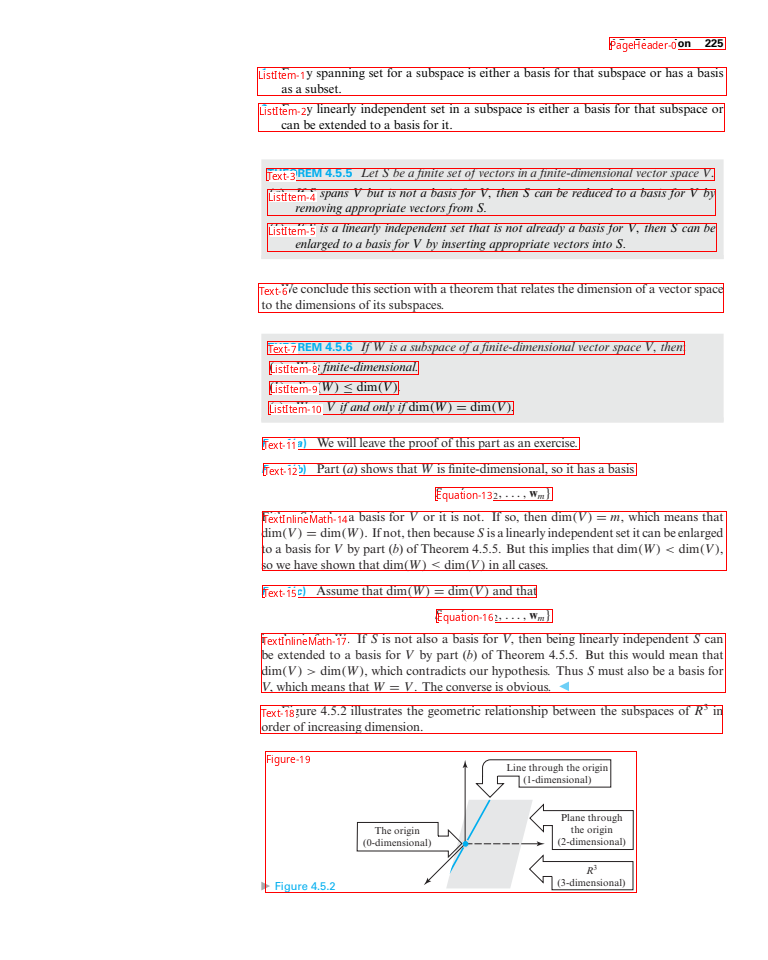 PageHeader-0 on 225
ListItem-1 y spanning set for a subspace is either a basis for that subspace or has a basis
as a subset.
ListItem-2 y linearly independent set in a subspace is either a basis for that subspace or
can be extended to a basis for it.
Text-3 REM 4.5.5 Let S be a finite set of vectors in a finite-dimensional vector space V.
ListItem-4 spans V but is not a basis for V, then S can be reduced to a basis for V by
removing appropriate vectors from S.
ListItem-5 is a linearly independent set that is not already a basis for V, then S can be
enlarged to a basis for V by inserting appropriate vectors into S.
Text-6 We conclude this section with a theorem that relates the dimension of a vector space
to the dimensions of its subspaces.
Text-7 REM 4.5.6 If W is a subspace of a finite-dimensional vector space V, then
ListItem-8 finite-dimensional.
ListItem-9 W) ≤ dim(V).
ListItem-10 V if and only if dim(W) = dim(V).
Text-11 a) We will leave the proof of this part as an exercise.
Text-12 b) Part (a) shows that W is finite-dimensional, so it has a basis
Equation-13 2, . . . , wm}
TextInlineMath-14 a basis for V or it is not. If so, then dim(V) = m, which means that
dim(V) = dim(W). If not, then because S is a linearly independent set it can be enlarged
to a basis for V by part (b) of Theorem 4.5.5. But this implies that dim(W) < dim(V),
so we have shown that dim(W) ≤ dim(V) in all cases.
Text-15 c) Assume that dim(W) = dim(V) and that
Equation-16 2, . . . , wm}
TextInlineMath-17 . If S is not also a basis for V, then being linearly independent S can
be extended to a basis for V by part (b) of Theorem 4.5.5. But this would mean that
dim(V) > dim(W), which contradicts our hypothesis. Thus S must also be a basis for
V, which means that W = V. The converse is obvious. ◀
Text-18 gure 4.5.2 illustrates the geometric relationship between the subspaces of R³ in
order of increasing dimension.
Figure-19
Line through the origin
(1-dimensional)
Plane through
the origin
(2-dimensional)
The origin
(0-dimensional)
R³
(3-dimensional)
▶ Figure 4.5.2